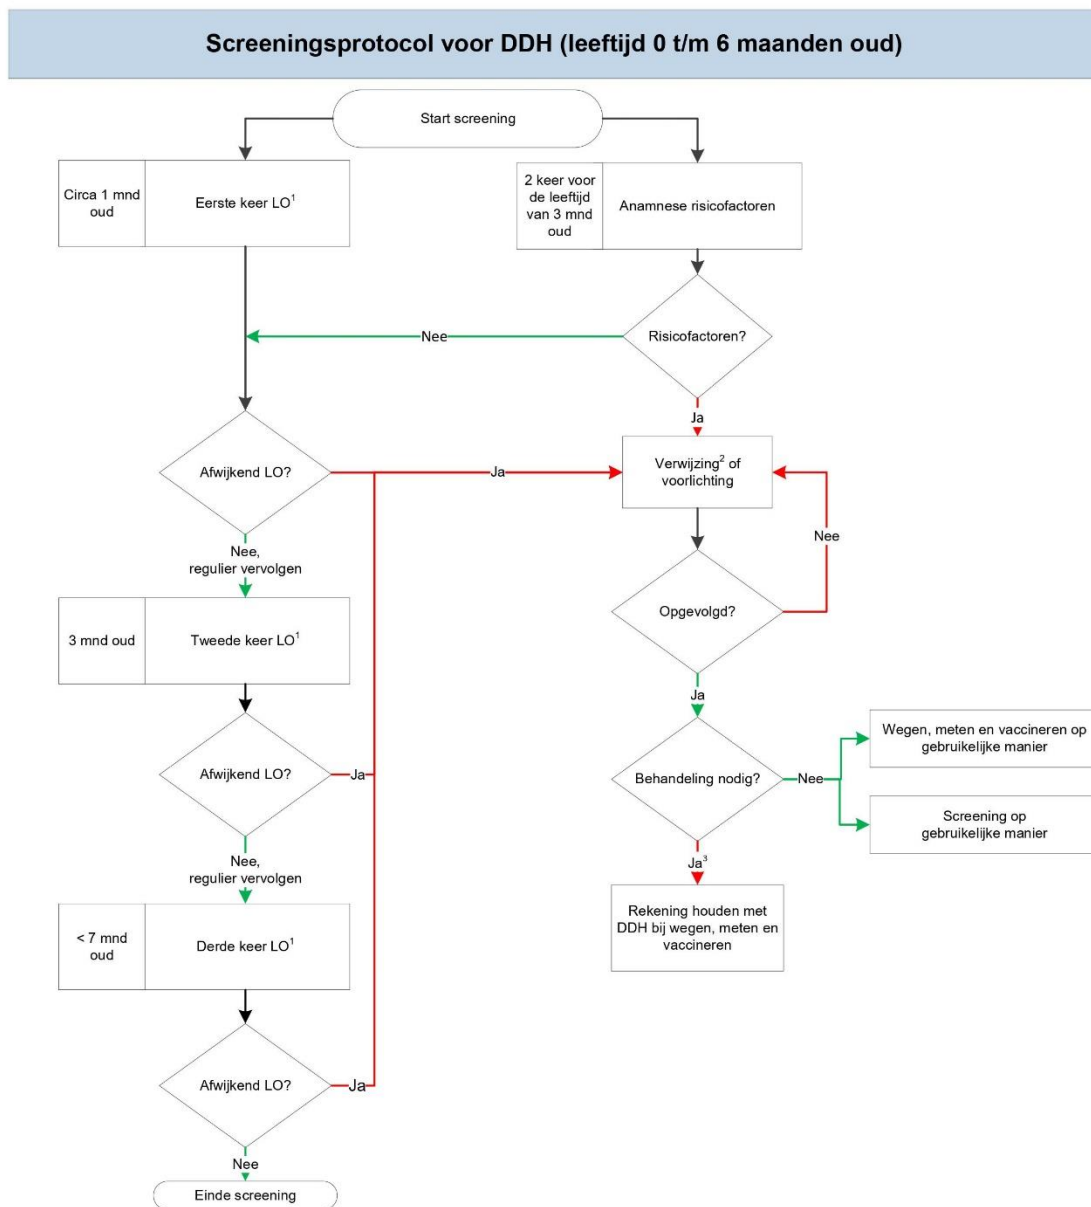 Screeningsprotocol voor DDH (leeftijd 0 t/m 6 maanden oud)
Start screening
Circa 1 mnd
oud
Eerste keer LO¹
2 keer voor
de leeftijd
van 3 mnd
oud
Anamnese risicofactoren
Nee
Risicofactoren?
Ja
Afwijkend LO?
Ja
Verwijzing² of
voorlichting
Nee
Nee,
regulier vervolgen
Opgevolgd?
3 mnd oud
Tweede keer LO¹
Ja
Afwijkend LO?
Ja
Behandeling nodig?
Nee
Wegen, meten en vaccineren op
gebruikelijke manier
Screening op
gebruikelijke manier
Nee,
regulier vervolgen
Ja³
< 7 mnd
oud
Derde keer LO¹
Rekening houden met
DDH bij wegen, meten en
vaccineren
Afwijkend LO?
Ja
Nee
Einde screening